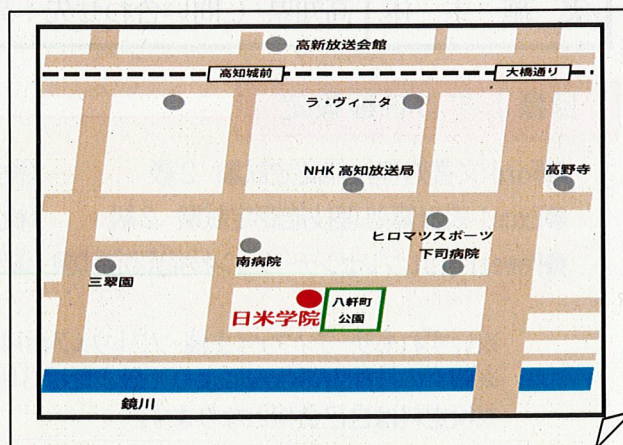 高新放送会館
高知城前
大橋通り
ラ・ヴィータ
NHK 高知放送局
高野寺
ヒロマツスポーツ
下司病院
南病院
三翠園
日米学院
八軒町
公園
鏡川